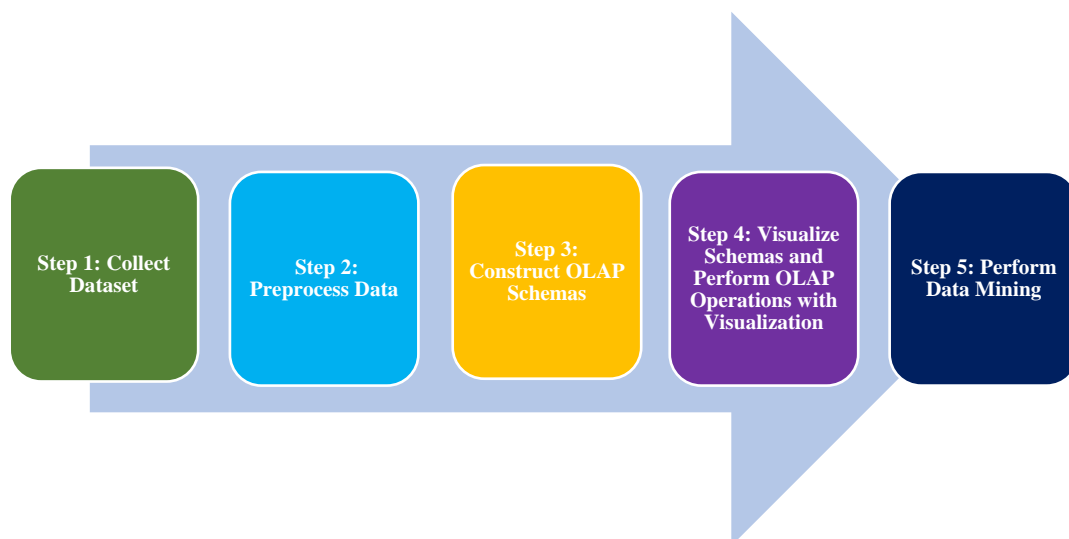 Step 1: Collect
Dataset
Step 2:
Preprocess Data
Step 3:
Construct OLAP
Schemas
Step 4: Visualize
Schemas and
Perform OLAP
Operations with
Visualization
Step 5: Perform
Data Mining